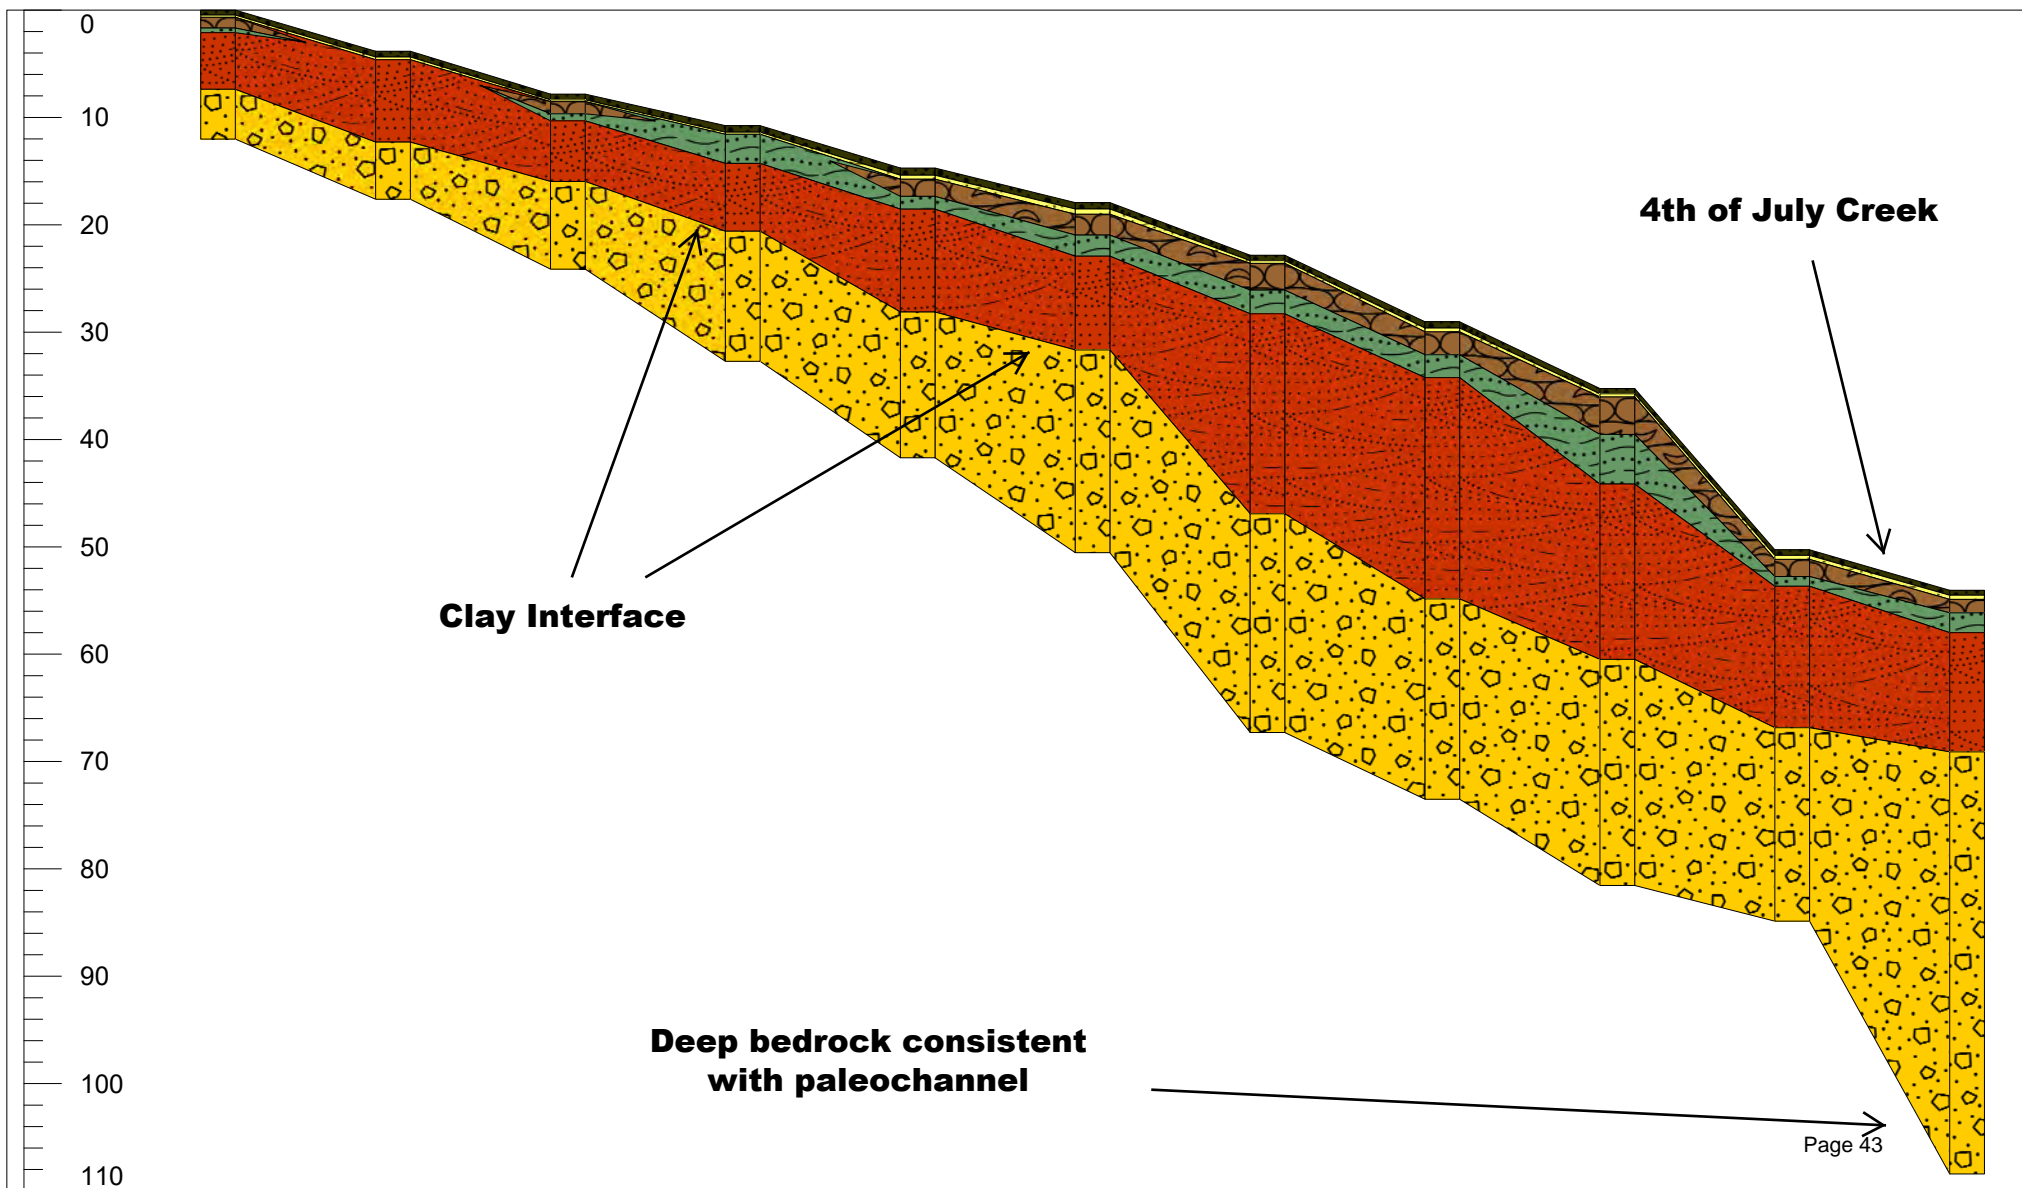 0
10
20
30
40
50
60
70
80
90
100
110
4th of July Creek
Clay Interface
Deep bedrock consistent
with paleochannel
Page 43